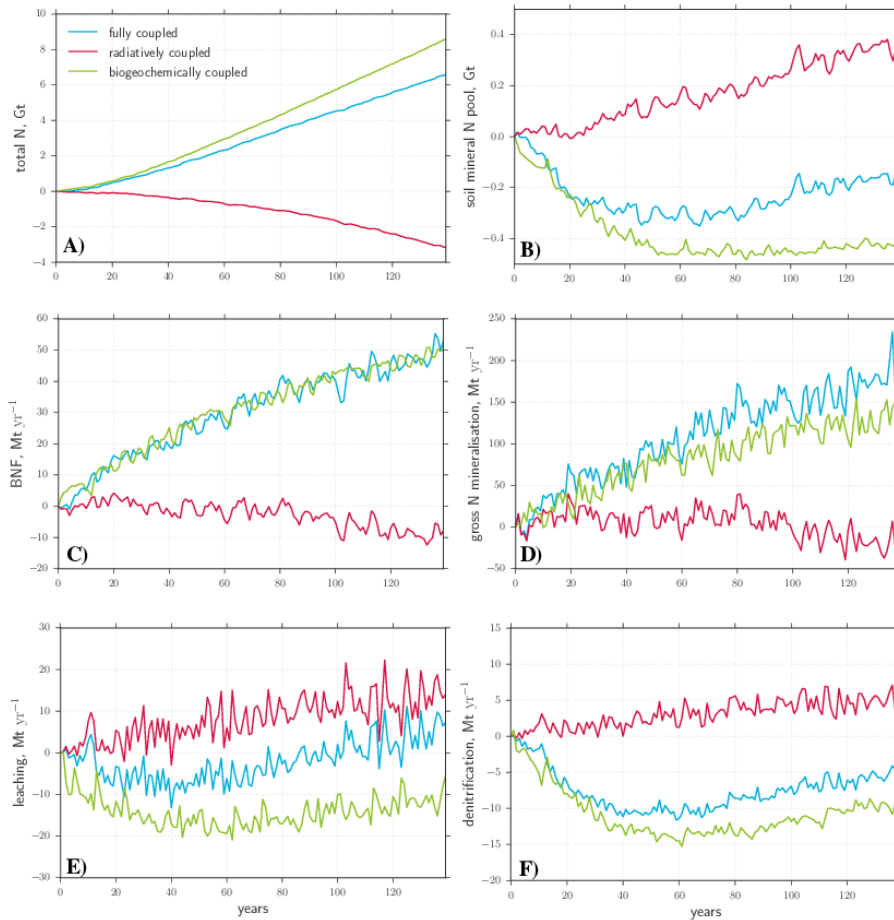 10
8
6
4
2
0
−2
−4
total N, Gt
fully coupled
radiatively coupled
biogeochemically coupled
A)
0 20 40 60 80 100 120
0.4
0.2
0.0
−0.2
−0.4
soil mineral N pool, Gt
B)
0 20 40 60 80 100 120
60
50
40
30
20
10
0
−10
−20
BNF, Mt yr⁻¹
C)
0 20 40 60 80 100 120
250
200
150
100
50
0
−50
gross N mineralisation, Mt yr⁻¹
D)
0 20 40 60 80 100 120
30
20
10
0
−10
−20
−30
leaching, Mt yr⁻¹
E)
0 20 40 60 80 100 120
years
15
10
5
0
−5
−10
−15
−20
denitrification, Mt yr⁻¹
F)
0 20 40 60 80 100 120
years